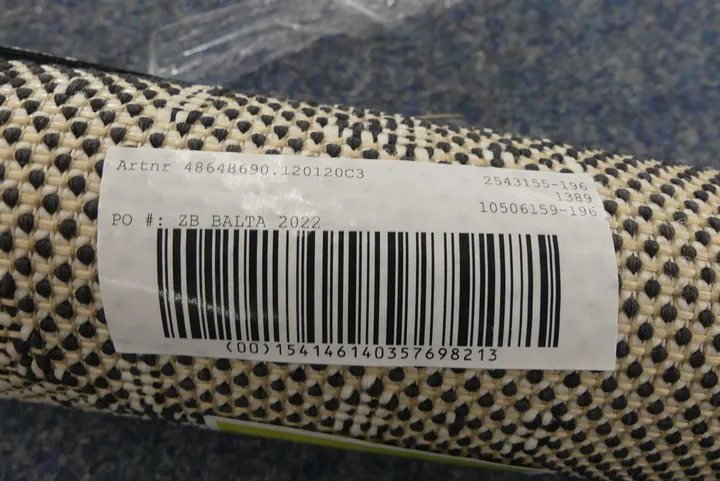 Artnr 48648690.120120C3
2543155-196
1389
10506159-196
PO #: ZB BALTA 2022
(00)154146140357698213